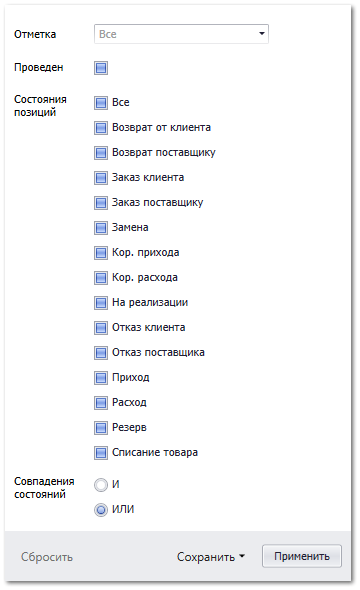 Отметка Все
Проведен
Состояния
позиций
Все
Возврат от клиента
Возврат поставщику
Заказ клиента
Заказ поставщику
Замена
Кор. прихода
Кор. расхода
На реализации
Отказ клиента
Отказ поставщика
Приход
Расход
Резерв
Списание товара
Совпадения
состояний
И
ИЛИ
Сбросить Сохранить Применить